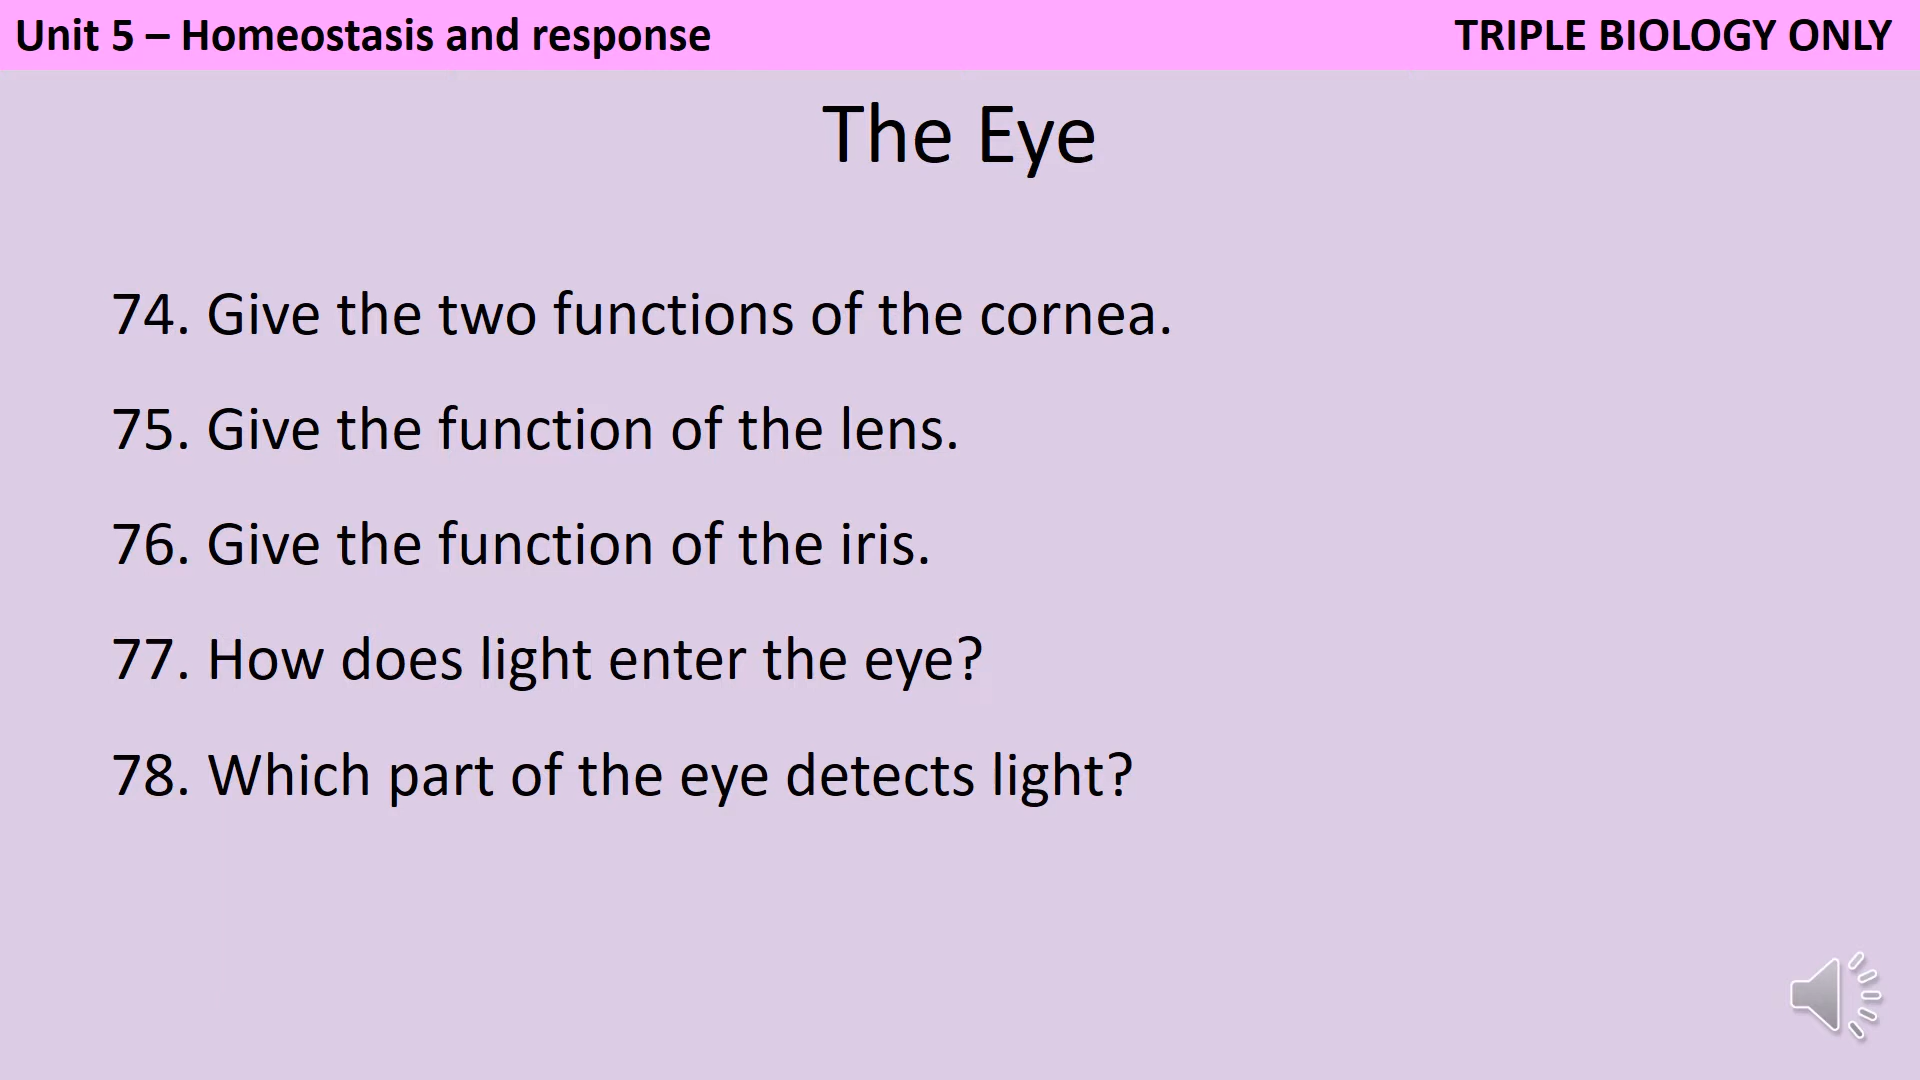 Unit 5 – Homeostasis and response
TRIPLE BIOLOGY ONLY
The Eye
74. Give the two functions of the cornea.
75. Give the function of the lens.
76. Give the function of the iris.
77. How does light enter the eye?
78. Which part of the eye detects light?